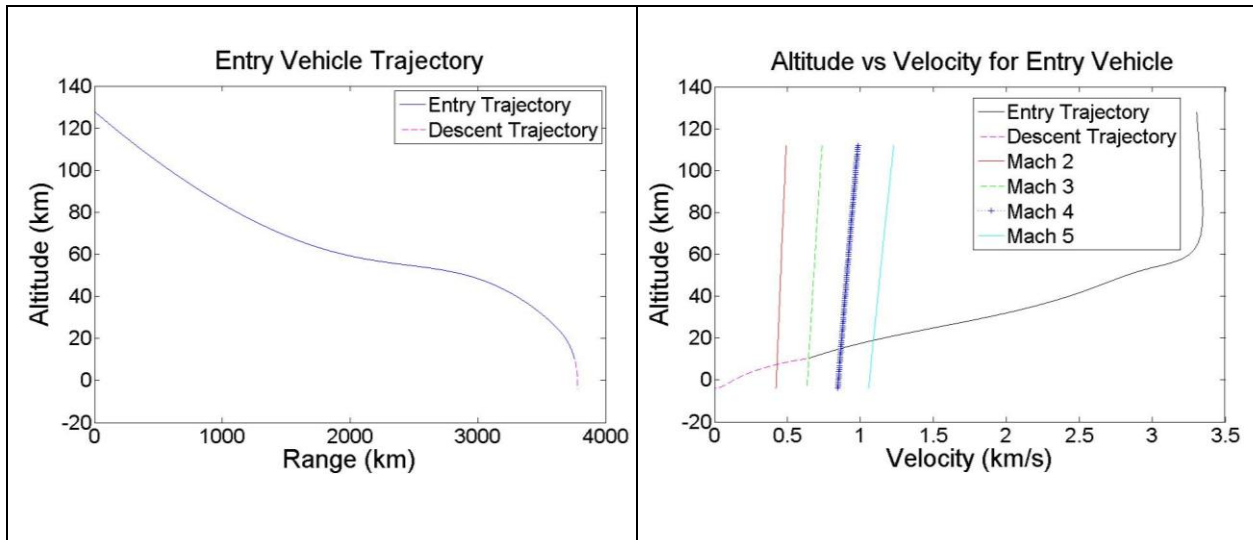 Entry Vehicle Trajectory
140
120
100
80
60
40
20
0
-20
Altitude (km)
Entry Trajectory
Descent Trajectory
0
1000
2000
3000
4000
Range (km)
Altitude vs Velocity for Entry Vehicle
140
120
100
80
60
40
20
0
-20
Altitude (km)
Entry Trajectory
Descent Trajectory
Mach 2
Mach 3
Mach 4
Mach 5
0
0.5
1
1.5
2
2.5
3
3.5
Velocity (km/s)